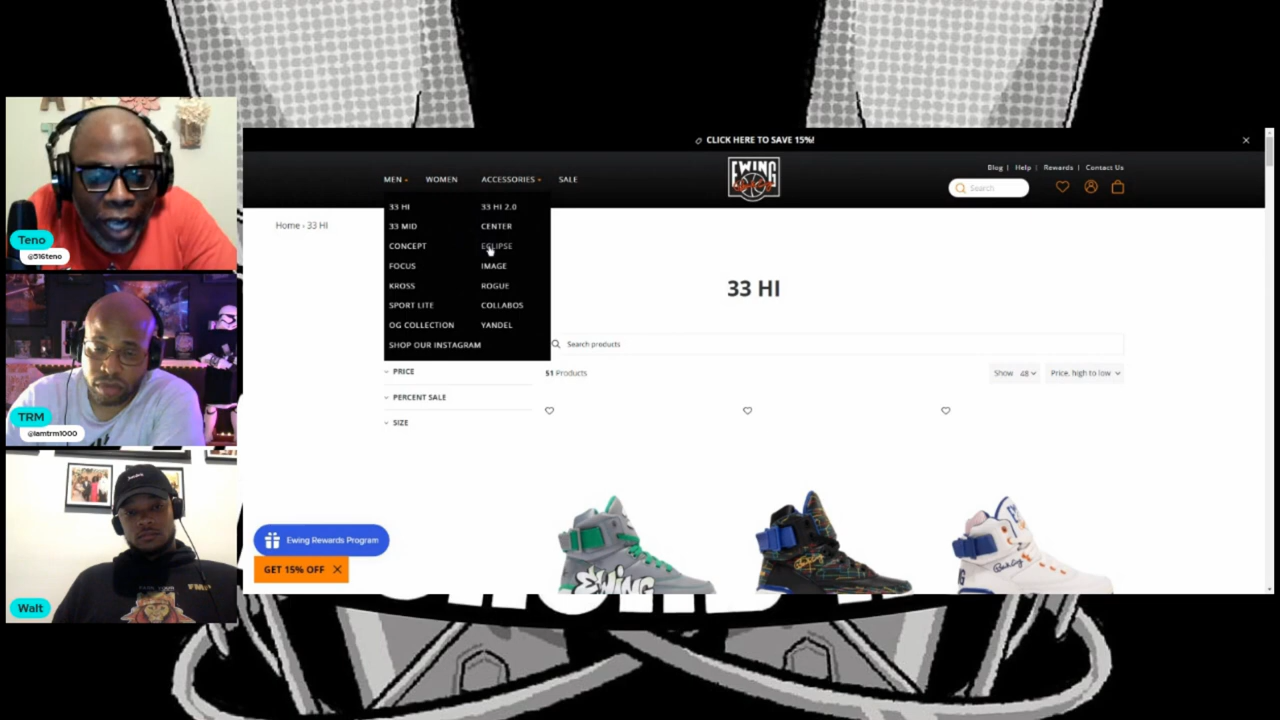 Teno
@516teno
TRM
@iamtrm1000
Walt
CLICK HERE TO SAVE 15%!
Blog | Help | Rewards | Contact Us
MEN WOMEN ACCESSORIES SALE
EWING
Search
33 HI 33 HI 2.0
33 MID CENTER
CONCEPT ECLIPSE
FOCUS IMAGE
KROSS ROGUE
SPORT LITE COLLABOS
OG COLLECTION YANDEL
SHOP OUR INSTAGRAM
Home › 33 HI
33 HI
Search products
PRICE
51 Products
Show 48
Price, high to low
PERCENT SALE
SIZE
Ewing Rewards Program
GET 15% OFF
EWING